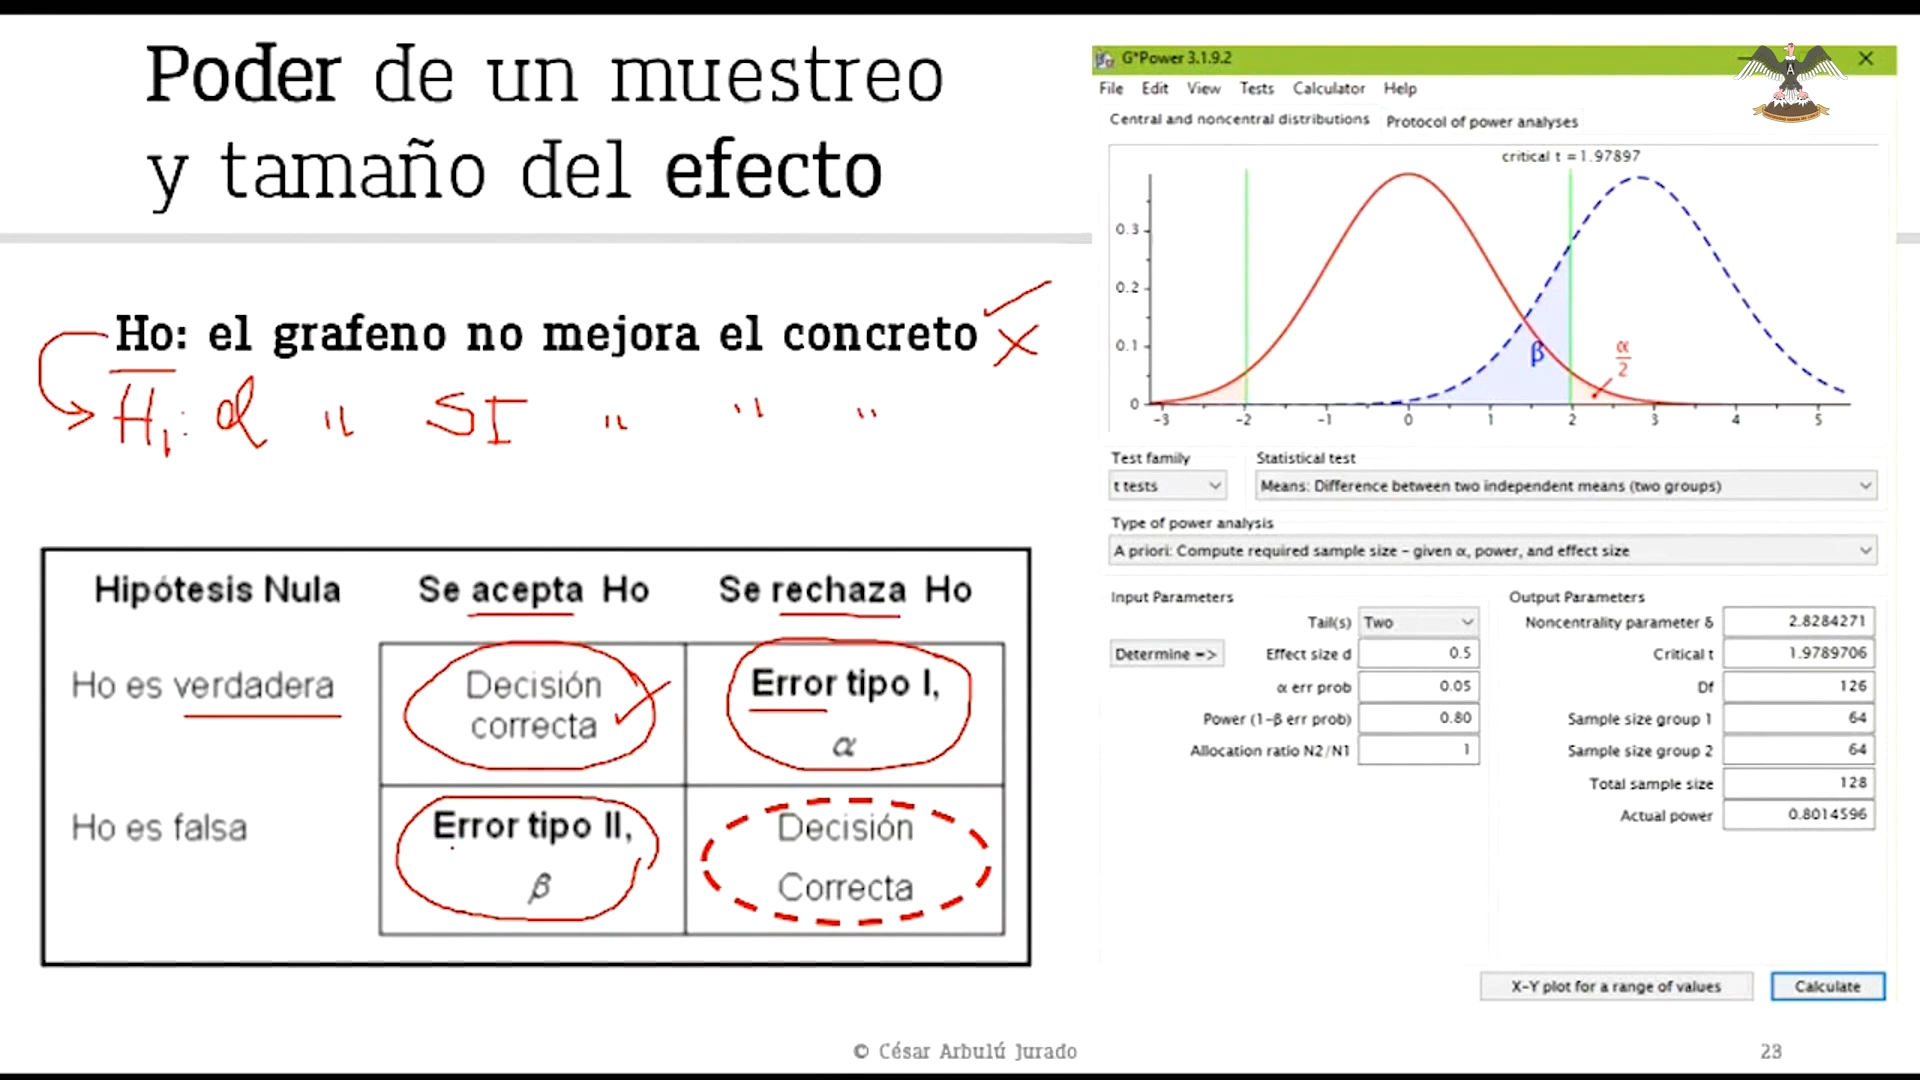 Poder de un muestreo
y tamaño del efecto
Ho: el grafeno no mejora el concreto
H1: el " SI " " "
Hipótesis Nula Se acepta Ho Se rechaza Ho
Ho es verdadera Decisión correcta Error tipo I, α
Ho es falsa Error tipo II, β Decisión Correcta
G*Power 3.1.9.2
File Edit View Tests Calculator Help
Central and noncentral distributions Protocol of power analyses
critical t = 1.97897
0.3
0.2
0.1
0
β
α
2
-3 -2 -1 0 1 2 3 4 5
Test family Statistical test
t tests Means: Difference between two independent means (two groups)
Type of power analysis
A priori: Compute required sample size - given α, power, and effect size
Input Parameters Output Parameters
Tail(s) Two Noncentrality parameter δ 2.8284271
Determine => Effect size d 0.5 Critical t 1.9789706
α err prob 0.05 Df 126
Power (1-β err prob) 0.80 Sample size group 1 64
Allocation ratio N2/N1 1 Sample size group 2 64
Total sample size 128
Actual power 0.8014596
X-Y plot for a range of values Calculate
© César Arbulú Jurado 23